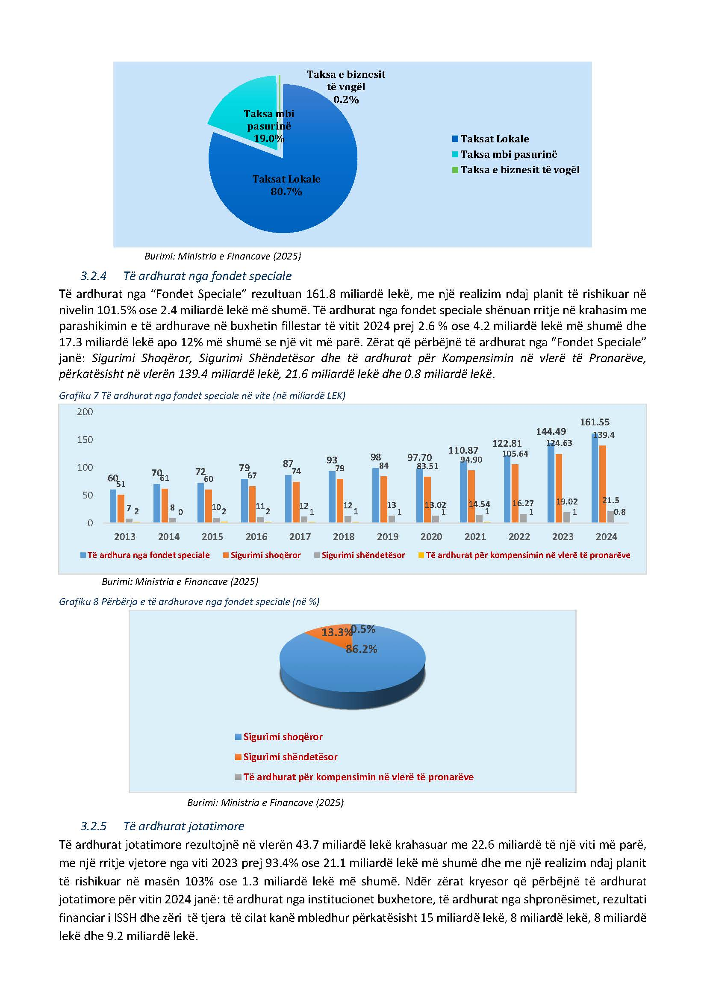 Taksa e biznesit
të vogël
0.2%
Taksa mbi
pasurinë
19.0%
Taksat Lokale
80.7%
Taksat Lokale
Taksa mbi pasurinë
Taksa e biznesit të vogël
Burimi: Ministria e Financave (2025)
3.2.4 Të ardhurat nga fondet speciale
Të ardhurat nga “Fondet Speciale” rezultuan 161.8 miliardë lekë, me një realizim ndaj planit të rishikuar në
nivelin 101.5% ose 2.4 miliardë lekë më shumë. Të ardhurat nga fondet speciale shënuan rritje në krahasim me
parashikimin e të ardhurave në buxhetin fillestar të vitit 2024 prej 2.6 % ose 4.2 miliardë lekë më shumë dhe
17.3 miliardë lekë apo 12% më shumë se një vit më parë. Zërat që përbëjnë të ardhurat nga “Fondet Speciale”
janë: Sigurimi Shoqëror, Sigurimi Shëndetësor dhe të ardhurat për Kompensimin në vlerë të Pronarëve,
përkatësisht në vlerën 139.4 miliardë lekë, 21.6 miliardë lekë dhe 0.8 miliardë lekë.
Grafiku 7 Të ardhurat nga fondet speciale në vite (në miliardë LEK)
200
150
100
50
0
60 51 7 2
70 61 8 0
72 60 10 2
79 67 11 2
87 74 12 1
93 79 12 1
98 84 13 1
97.70 83.51 13.02 1
110.87 94.90 14.54 1
122.81 105.64 16.27 1
144.49 124.63 19.02 1
161.55 139.4 21.5 0.8
2013 2014 2015 2016 2017 2018 2019 2020 2021 2022 2023 2024
Të ardhura nga fondet speciale Sigurimi shoqëror Sigurimi shëndetësor Të ardhurat për kompensimin në vlerë të pronarëve
Burimi: Ministria e Financave (2025)
Grafiku 8 Përbërja e të ardhurave nga fondet speciale (në %)
13.3% 0.5%
86.2%
Sigurimi shoqëror
Sigurimi shëndetësor
Të ardhurat për kompensimin në vlerë të pronarëve
Burimi: Ministria e Financave (2025)
3.2.5 Të ardhurat jotatimore
Të ardhurat jotatimore rezultojnë në vlerën 43.7 miliardë lekë krahasuar me 22.6 miliardë të një viti më parë,
me një rritje vjetore nga viti 2023 prej 93.4% ose 21.1 miliardë lekë më shumë dhe me një realizim ndaj planit
të rishikuar në masën 103% ose 1.3 miliardë lekë më shumë. Ndër zërat kryesor që përbëjnë të ardhurat
jotatimore për vitin 2024 janë: të ardhurat nga institucionet buxhetore, të ardhurat nga shpronësimet, rezultati
financiar i ISSH dhe zëri të tjera të cilat kanë mbledhur përkatësisht 15 miliardë lekë, 8 miliardë lekë, 8 miliardë
lekë dhe 9.2 miliardë lekë.